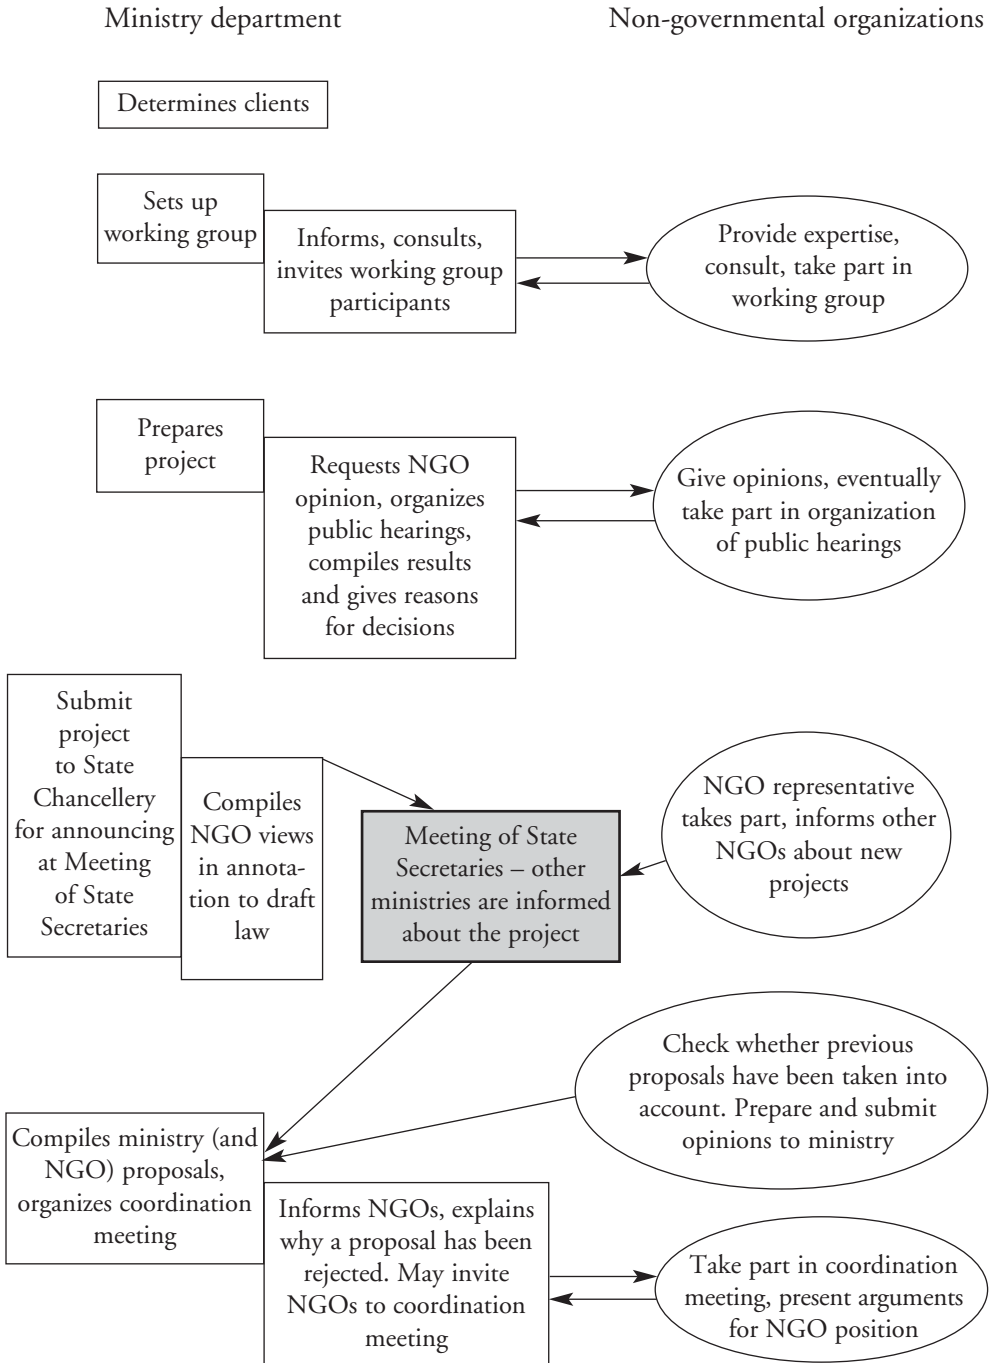 Ministry department
Non-governmental organizations
Determines clients
Sets up
working group
Informs, consults,
invites working group
participants
Provide expertise,
consult, take part in
working group
Prepares
project
Requests NGO
opinion, organizes
public hearings,
compiles results
and gives reasons
for decisions
Give opinions, eventually
take part in organization
of public hearings
Submit
project
to State
Chancellery
for announcing
at Meeting
of State
Secretaries
Compiles
NGO views
in annota-
tion to draft
law
Meeting of State
Secretaries – other
ministries are informed
about the project
NGO representative
takes part, informs other
NGOs about new
projects
Check whether previous
proposals have been taken into
account. Prepare and submit
opinions to ministry
Compiles ministry (and
NGO) proposals,
organizes coordination
meeting
Informs NGOs, explains
why a proposal has been
rejected. May invite
NGOs to coordination
meeting
Take part in coordination
meeting, present arguments
for NGO position